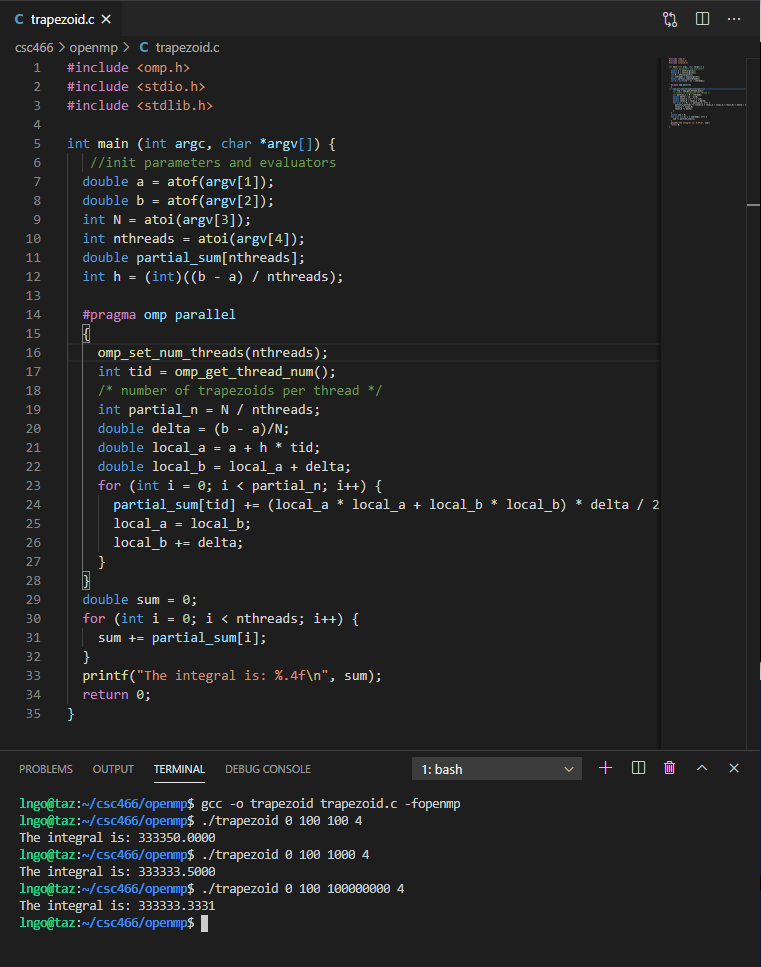 C trapezoid.c ×
csc466 > openmp > C trapezoid.c
1 #include <omp.h>
2 #include <stdio.h>
3 #include <stdlib.h>
4
5 int main (int argc, char *argv[]) {
6 //init parameters and evaluators
7 double a = atof(argv[1]);
8 double b = atof(argv[2]);
9 int N = atoi(argv[3]);
10 int nthreads = atoi(argv[4]);
11 double partial_sum[nthreads];
12 int h = (int)((b - a) / nthreads);
13
14 #pragma omp parallel
15 {
16 omp_set_num_threads(nthreads);
17 int tid = omp_get_thread_num();
18 /* number of trapezoids per thread */
19 int partial_n = N / nthreads;
20 double delta = (b - a)/N;
21 double local_a = a + h * tid;
22 double local_b = local_a + delta;
23 for (int i = 0; i < partial_n; i++) {
24 partial_sum[tid] += (local_a * local_a + local_b * local_b) * delta / 2
25 local_a = local_b;
26 local_b += delta;
27 }
28 }
29 double sum = 0;
30 for (int i = 0; i < nthreads; i++) {
31 sum += partial_sum[i];
32 }
33 printf("The integral is: %.4f\n", sum);
34 return 0;
35 }
PROBLEMS OUTPUT TERMINAL DEBUG CONSOLE 1: bash
lngo@taz:~/csc466/openmp$ gcc -o trapezoid trapezoid.c -fopenmp
lngo@taz:~/csc466/openmp$ ./trapezoid 0 100 100 4
The integral is: 333350.0000
lngo@taz:~/csc466/openmp$ ./trapezoid 0 100 1000 4
The integral is: 333333.5000
lngo@taz:~/csc466/openmp$ ./trapezoid 0 100 100000000 4
The integral is: 333333.3331
lngo@taz:~/csc466/openmp$